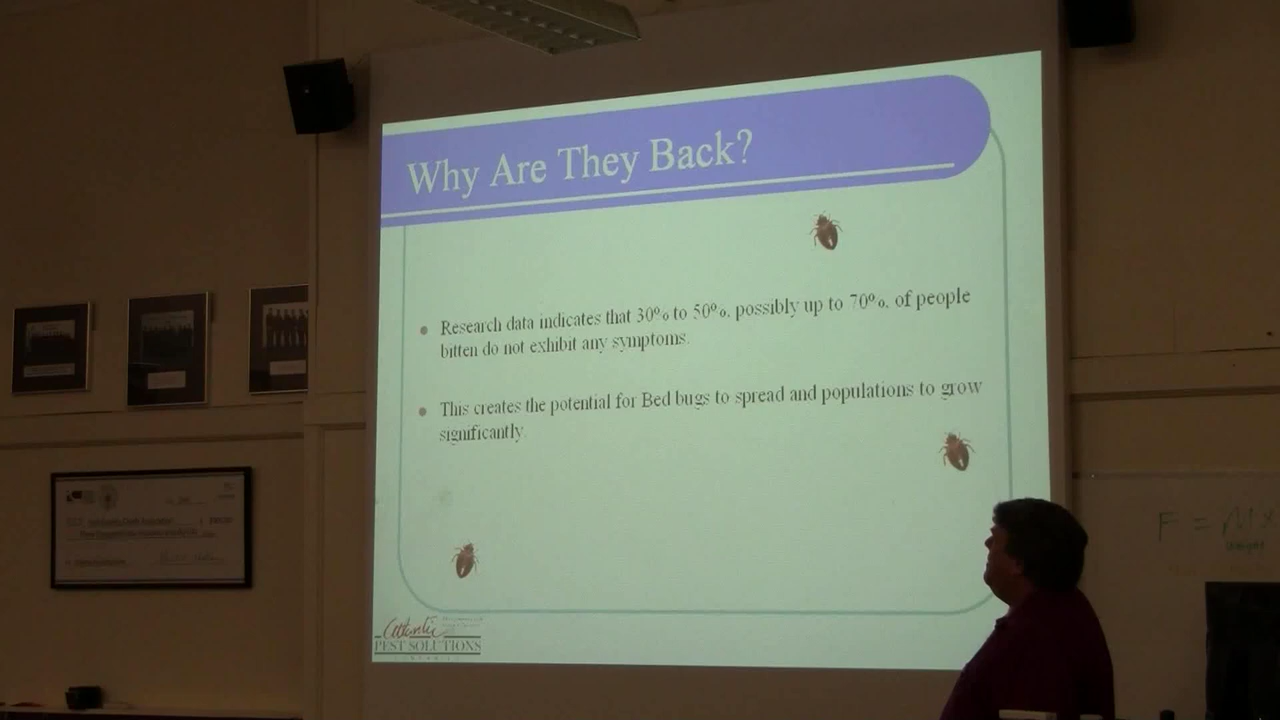 Why Are They Back?
Research data indicates that 30% to 50%, possibly up to 70%, of people
bitten do not exhibit any symptoms.
This creates the potential for Bed bugs to spread and populations to grow
significantly.
Atlantic
PEST SOLUTIONS
F =